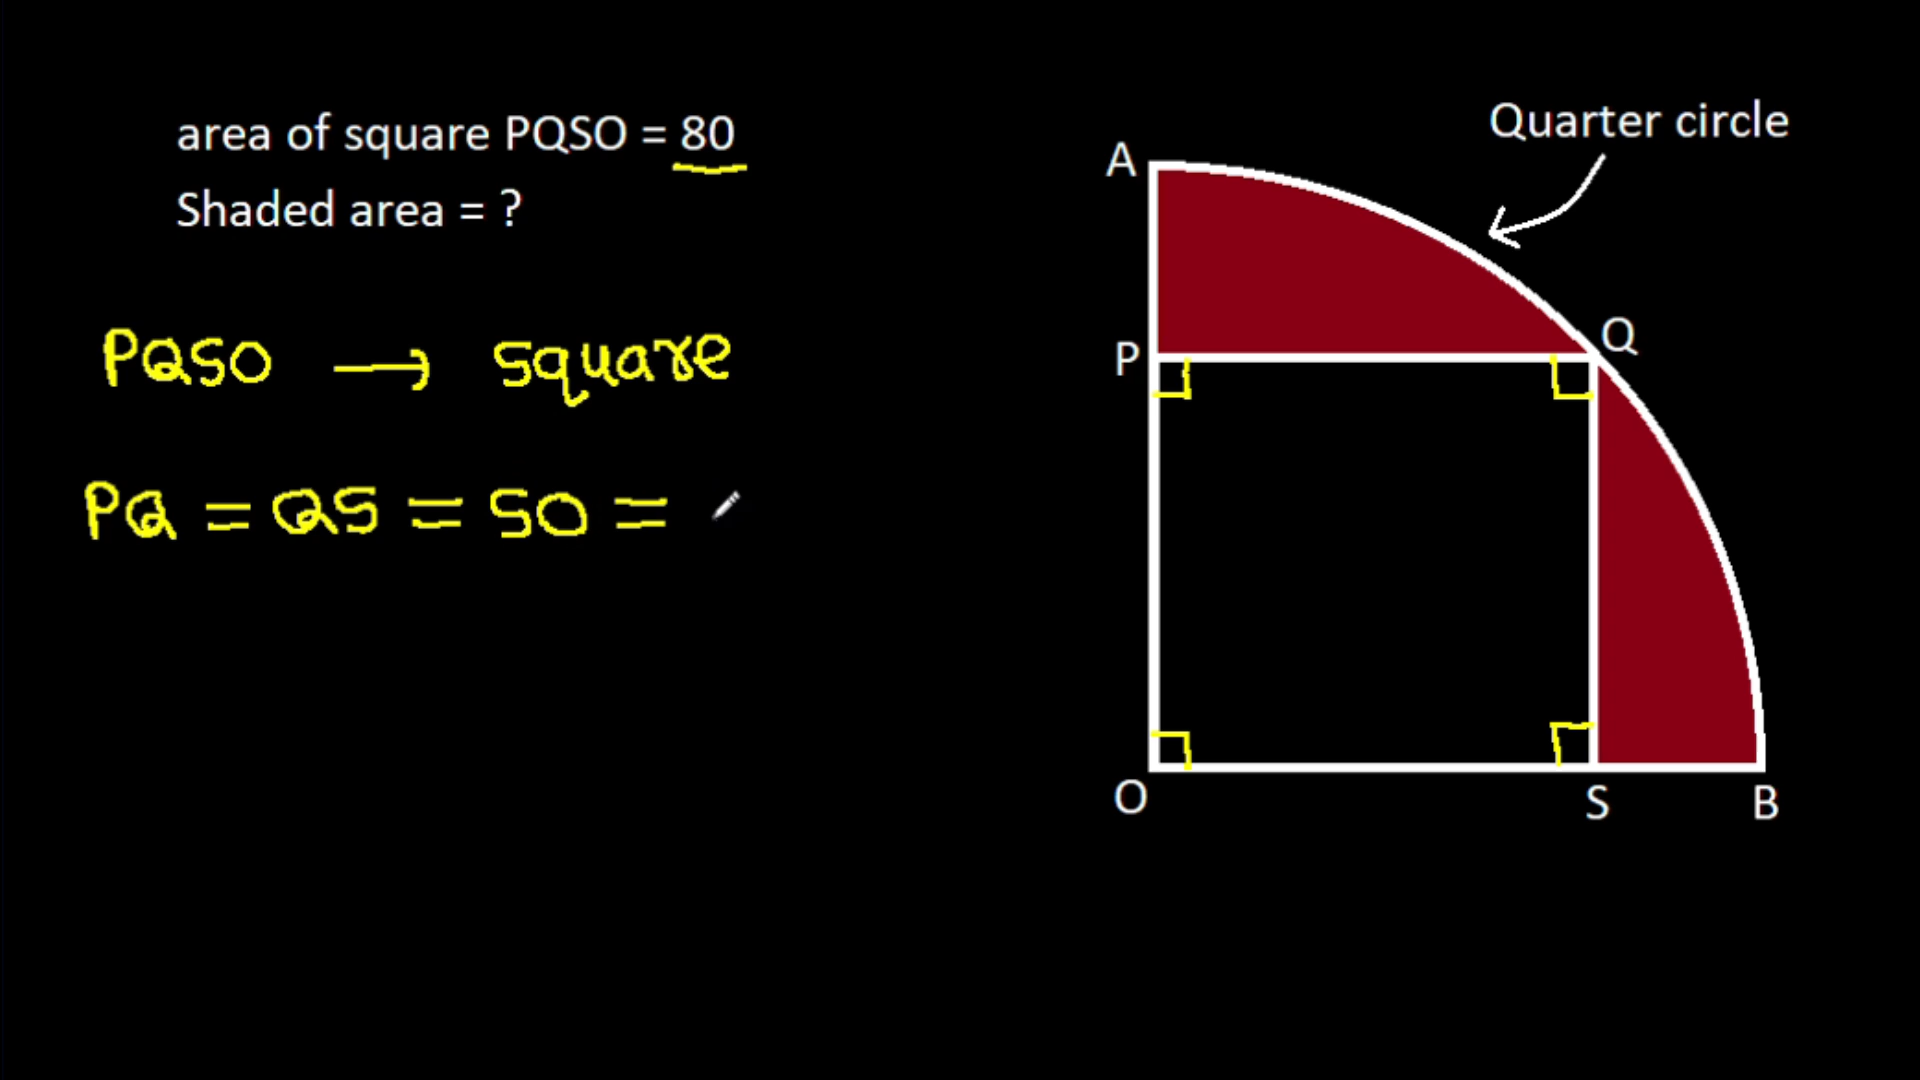 area of square PQSO = 80
Shaded area = ?
PQSO → square
PQ = QS = SO =
Quarter circle
A
Q
P
O
S
B